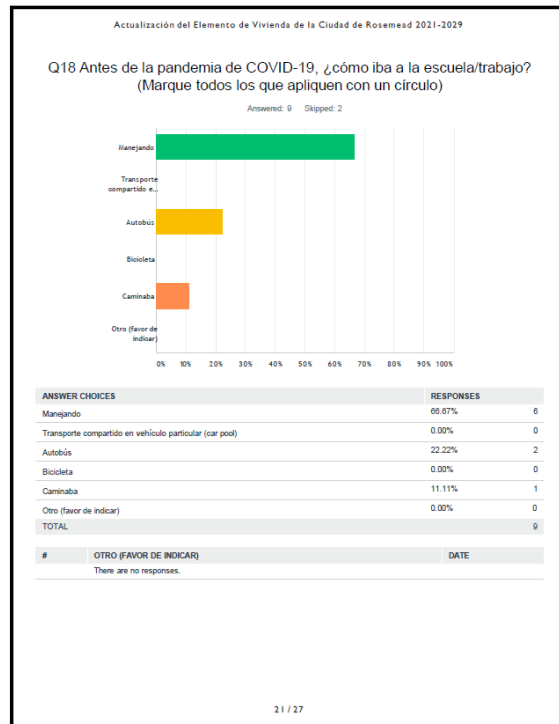 Actualización del Elemento de Vivienda de la Ciudad de Rosemead 2021-2029
Q18 Antes de la pandemia de COVID-19, ¿cómo iba a la escuela/trabajo?
(Marque todos los que apliquen con un círculo)
Answered: 9 Skipped: 2
Manejando
Transporte
compartido e...
Autobús
Bicicleta
Caminaba
Otro (favor de
indicar)
0% 10% 20% 30% 40% 50% 60% 70% 80% 90% 100%
ANSWER CHOICES RESPONSES
Manejando 66.67% 6
Transporte compartido en vehículo particular (car pool) 0.00% 0
Autobús 22.22% 2
Bicicleta 0.00% 0
Caminaba 11.11% 1
Otro (favor de indicar) 0.00% 0
TOTAL 9
# OTRO (FAVOR DE INDICAR) DATE
There are no responses.
21 / 27